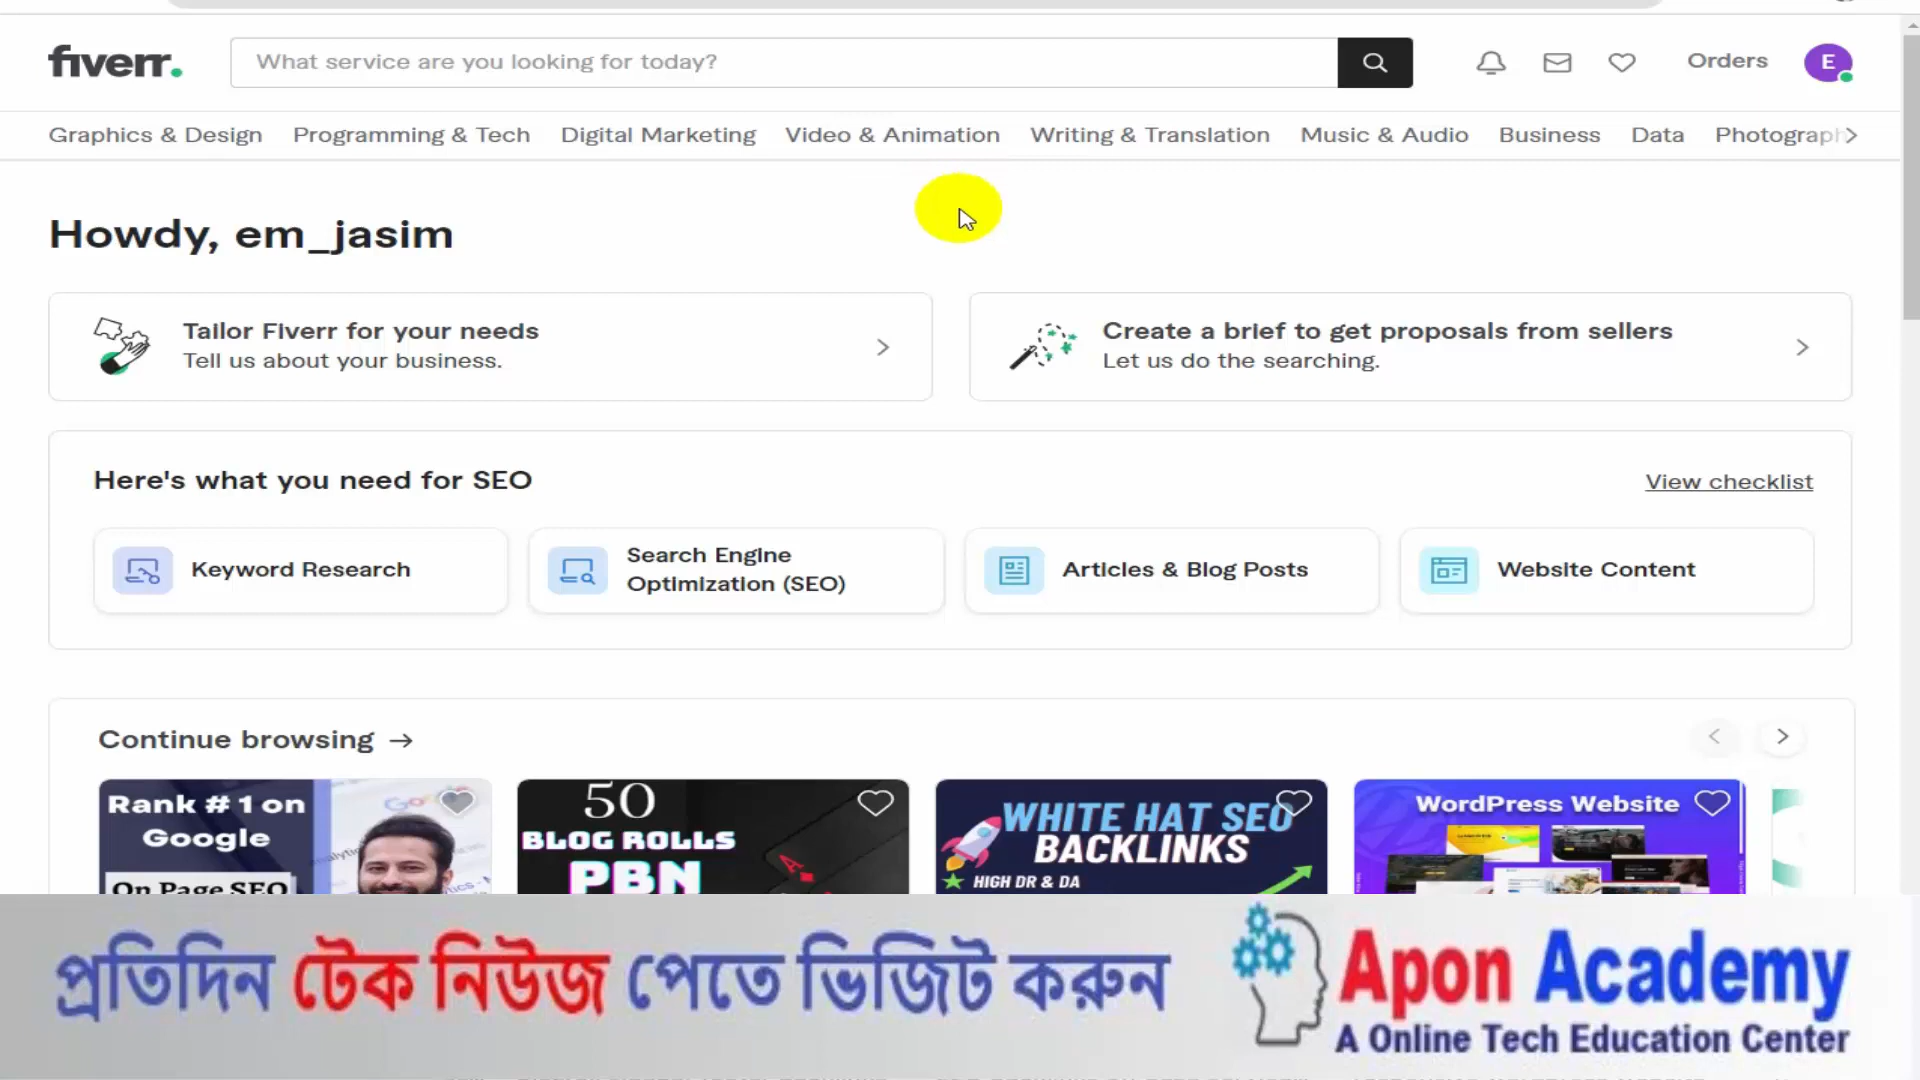 fiverr.
What service are you looking for today?
Orders
E
Graphics & Design Programming & Tech Digital Marketing Video & Animation Writing & Translation Music & Audio Business Data Photograph
Howdy, em_jasim
Tailor Fiverr for your needs
Tell us about your business.
Create a brief to get proposals from sellers
Let us do the searching.
Here's what you need for SEO
View checklist
Keyword Research
Search Engine
Optimization (SEO)
Articles & Blog Posts
Website Content
Continue browsing
Rank # 1 on
Google
On Page SEO
50
BLOG ROLLS
PBN
WHITE HAT SEO
BACKLINKS
HIGH DR & DA
WordPress Website
প্রতিদিন টেক নিউজ পেতে ভিজিট করুন
Apon Academy
A Online Tech Education Center